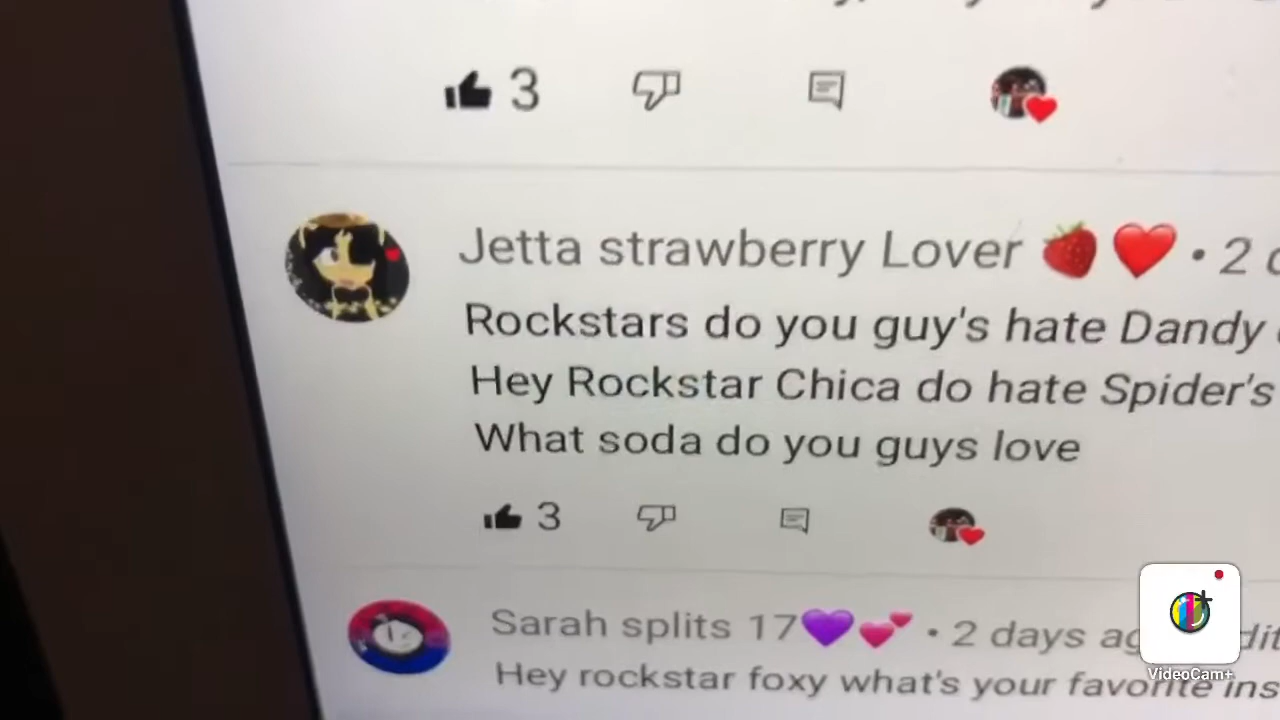 3
Jetta strawberry Lover 🍓❤️ • 2
Rockstars do you guy's hate Dandy
Hey Rockstar Chica do hate Spider's
What soda do you guys love
3
Sarah splits 17💜💕 • 2 days ag
Hey rockstar foxy what's your favorite ins
VideoCam+